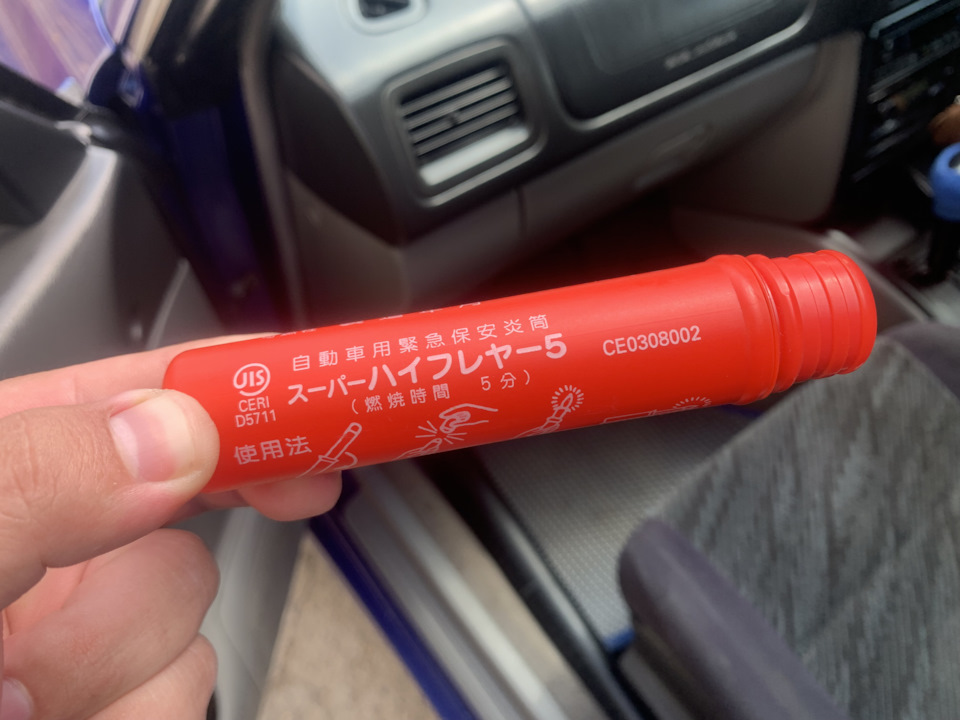 JIS
CERI
D5711
自動車用緊急保安炎筒
スーパーハイフレヤー5
(燃焼時間 5分)
CE0308002
使用法